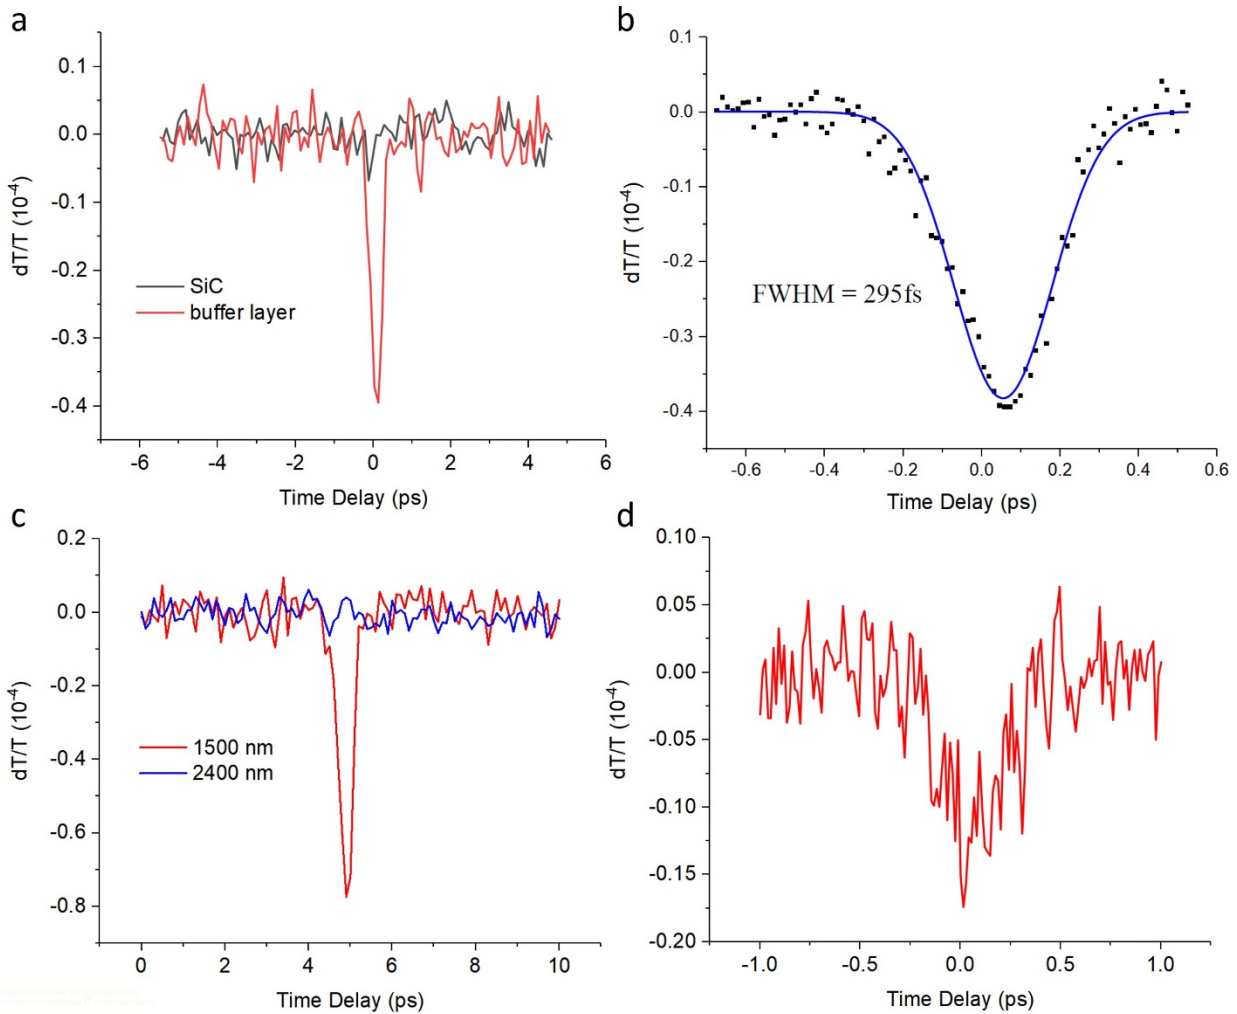 a
0.1
0.0
-0.1
-0.2
-0.3
-0.4
dT/T (10-4)
SiC
buffer layer
-6 -4 -2 0 2 4 6
Time Delay (ps)
b
0.1
0.0
-0.1
-0.2
-0.3
-0.4
dT/T (10-4)
FWHM = 295fs
-0.6 -0.4 -0.2 0.0 0.2 0.4 0.6
Time Delay (ps)
c
0.2
0.0
-0.2
-0.4
-0.6
-0.8
dT/T (10-4)
1500 nm
2400 nm
0 2 4 6 8 10
Time Delay (ps)
d
0.10
0.05
0.00
-0.05
-0.10
-0.15
-0.20
dT/T (10-4)
-1.0 -0.5 0.0 0.5 1.0
Time Delay (ps)